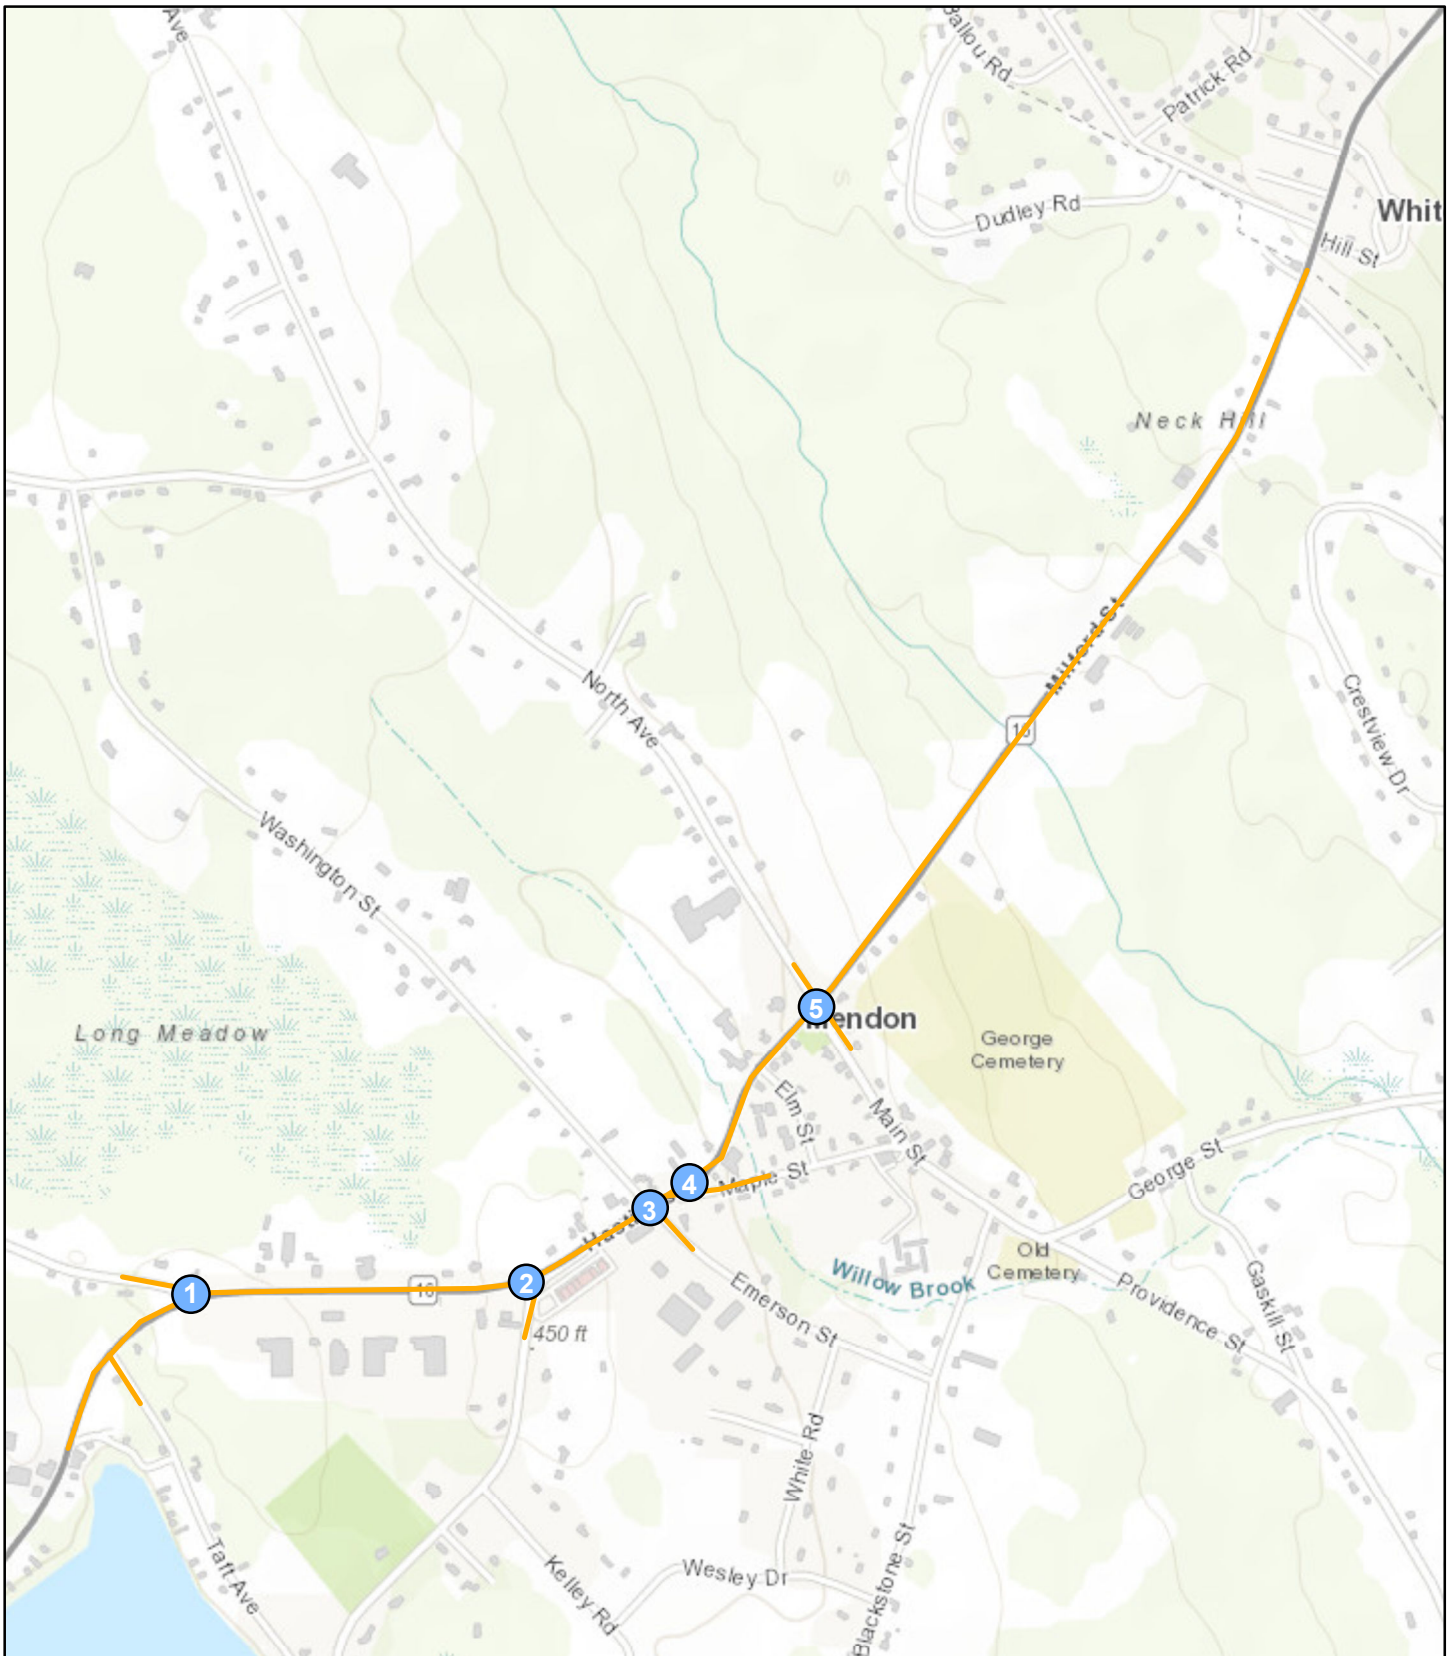 Ave
Ballou Rd
Patrick Rd
Dudley Rd
Whit
Hill St
Neck Hill
Milford St
North Ave
16
Crestview Dr
Washington St
5
Mendon
Long Meadow
George
Cemetery
Elm St
Main St
4
Maple St
George St
3
Hast
Old
Cemetery
Willow Brook
1
16
2
Emerson St
Gaskill St
Providence St
450 ft
White Rd
Taft Ave
Kelley Rd
Wesley Dr
Blackstone St